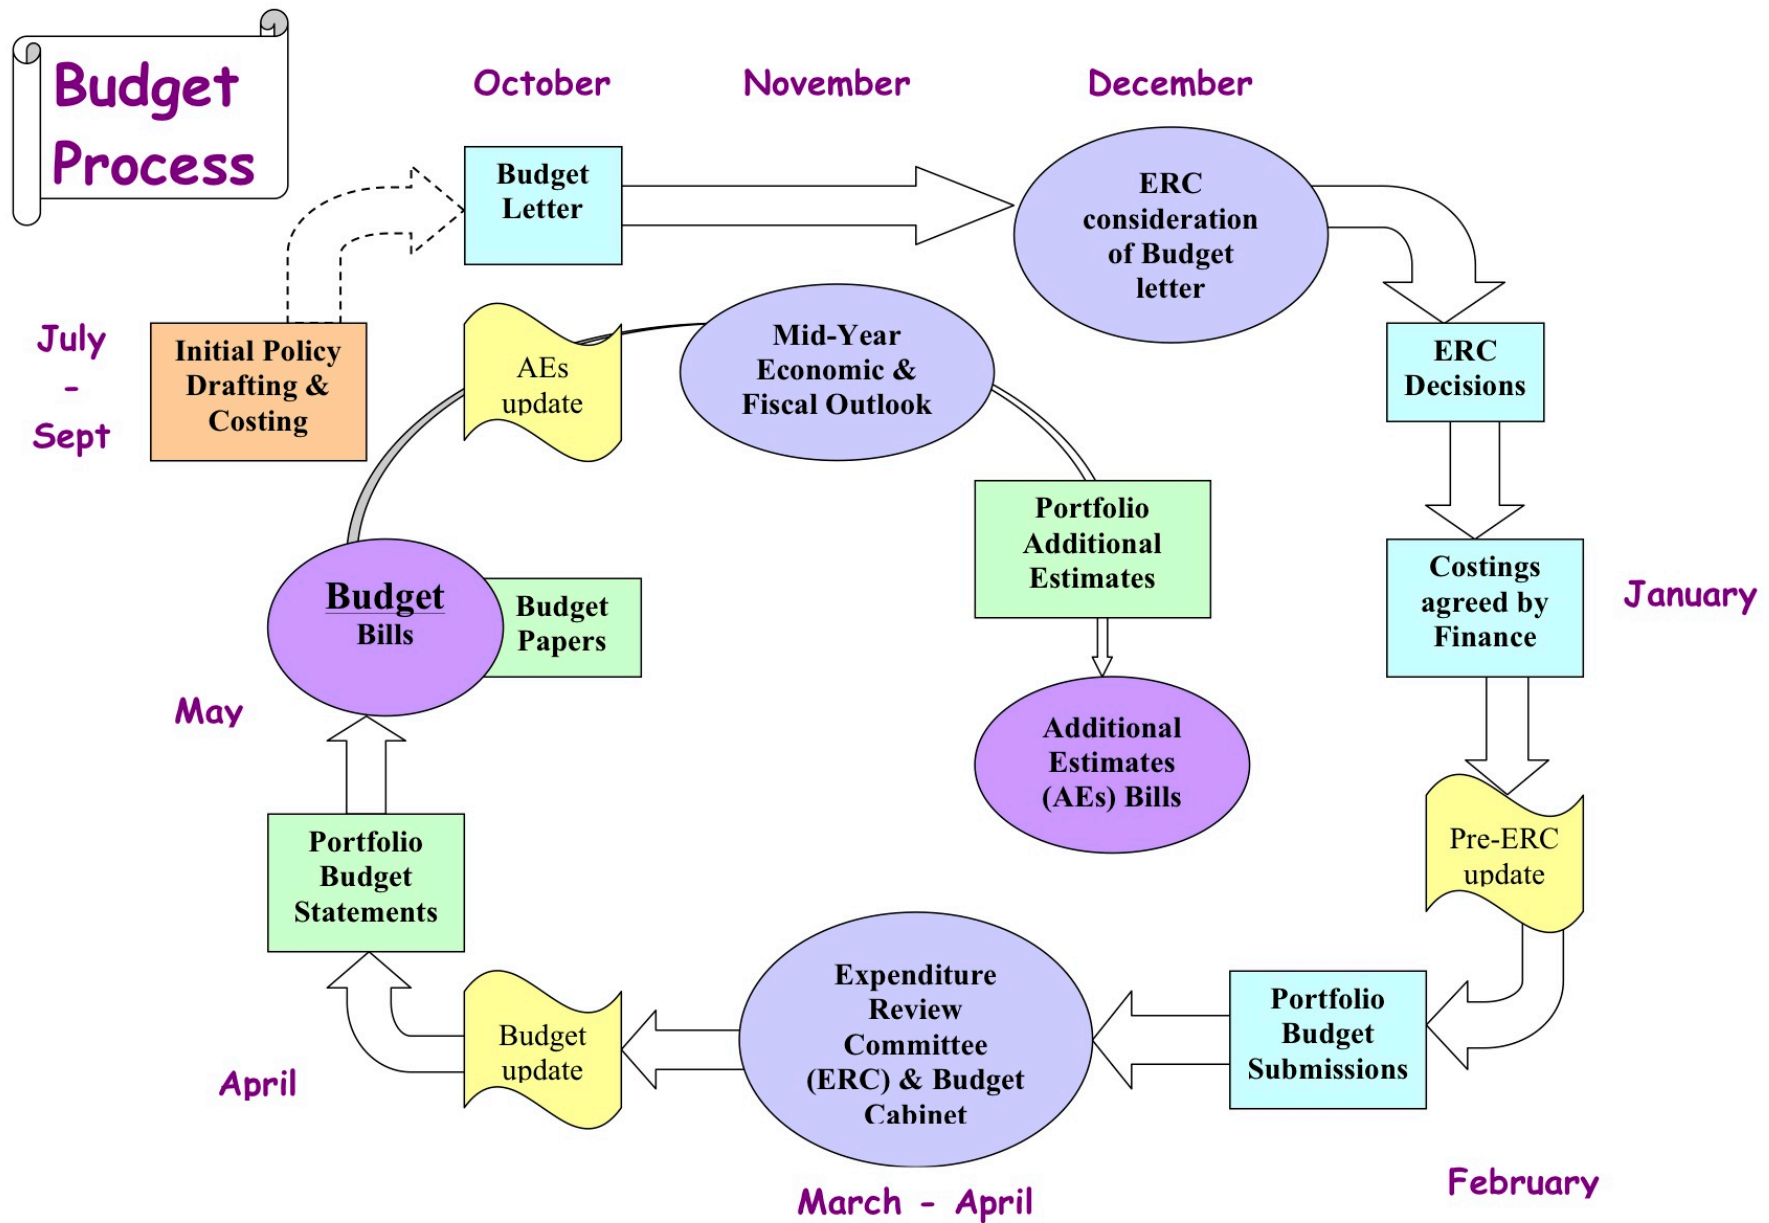 Budget
Process
October
November
December
Budget
Letter
ERC
consideration
of Budget
letter
July
-
Sept
Initial Policy
Drafting &
Costing
AEs
update
Mid-Year
Economic &
Fiscal Outlook
ERC
Decisions
Portfolio
Additional
Estimates
Costings
agreed by
Finance
January
Budget
Bills
Budget
Papers
May
Additional
Estimates
(AEs) Bills
Portfolio
Budget
Statements
Pre-ERC
update
Expenditure
Review
Committee
(ERC) & Budget
Cabinet
Portfolio
Budget
Submissions
Budget
update
April
February
March - April